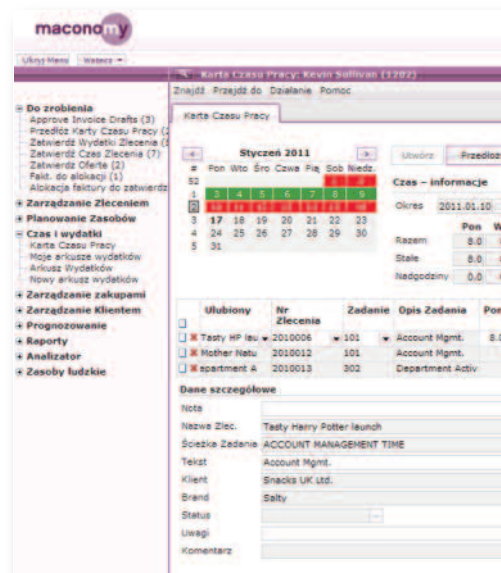 maconomy
Ukryj Menu Wstecz
Karta Czasu Pracy: Kevin Sullivan (1202)
Znajdź Przejdź do Działanie Pomoc
Karta Czasu Pracy
Do zrobienia
Approve Invoice Drafts (3)
Przedłóż Karty Czasu Pracy
Zatwierdź Wydatki Zlecenia
Zatwierdź Czas Zlecenia (7)
Zatwierdź Ofertę (2)
Fakt. do alokacji (1)
Alokacja faktury do zatwierdz
Zarządzanie Zleceniem
Planowanie Zasobów
Czas i wydatki
Karta Czasu Pracy
Moje arkusze wydatków
Arkusz Wydatków
Nowy arkusz wydatków
Zarządzanie zakupami
Zarządzanie Klientem
Prognozowanie
Raporty
Analizator
Zasoby ludzkie
Styczeń 2011
# Pon Wto Śro Czwa Pią Sob Niedz.
52
1 3 4 5 6 7 8 9
2
3 17 18 19 20 21 22 23
4 24 25 26 27 28 29 30
5 31
Utwórz Przedłóż
Czas – informacje
Okres 2011.01.10
Pon W
Razem 8.0
Stałe 8.0
Nadgodziny 0.0
Ulubiony Nr Zlecenia Zadanie Opis Zadania Pon
Tasty HP lau 2010006 101 Account Mgmt. 8.0
Mother Natu 2010012 101 Account Mgmt.
epartment A 2010013 302 Department Activ
Dane szczegółowe
Nota
Nazwa Zlec. Tasty Harry Potter launch
Ścieżka Zadania ACCOUNT MANAGEMENT TIME
Tekst Account Mgmt.
Klient Snacks UK Ltd.
Brand Salty
Status
Uwagi
Komentarz